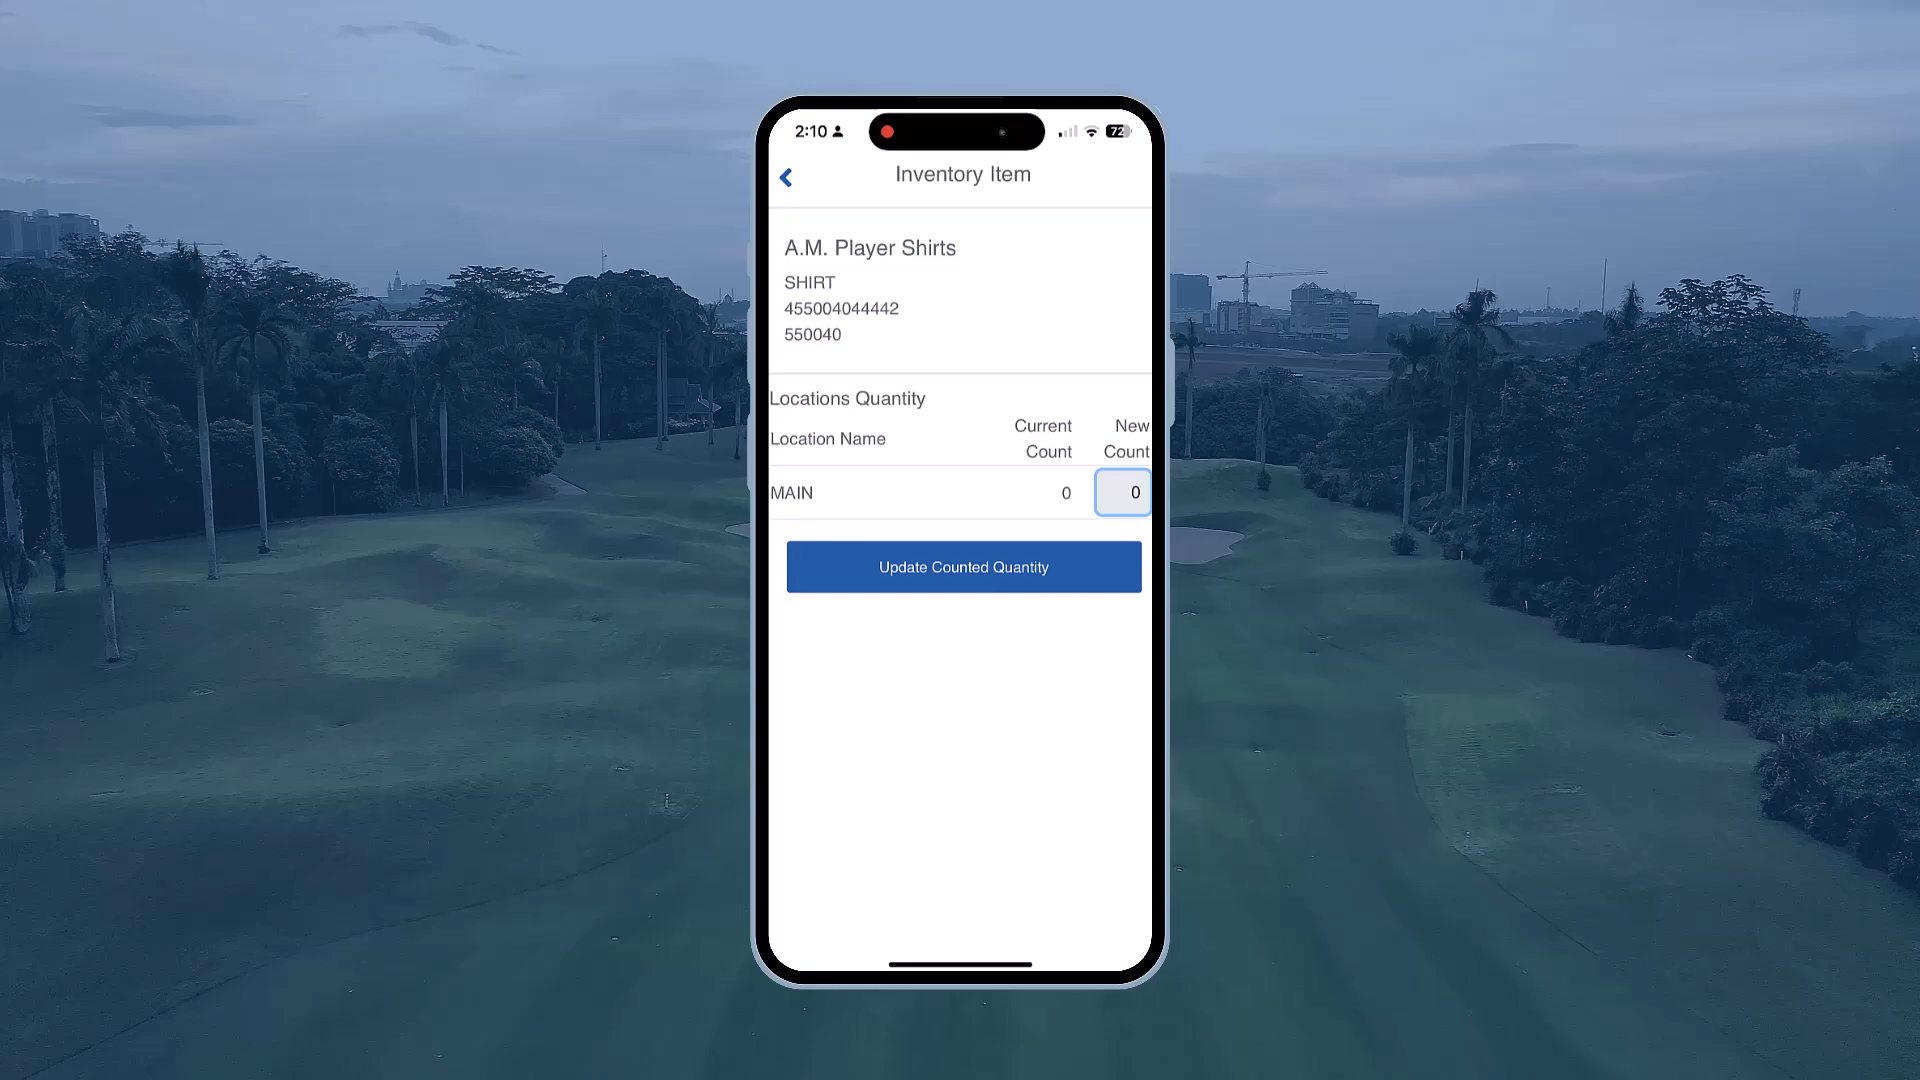 2:10
72
Inventory Item
A.M. Player Shirts
SHIRT
455004044442
550040
Locations Quantity
Location Name
Current Count
New Count
MAIN
0
0
Update Counted Quantity